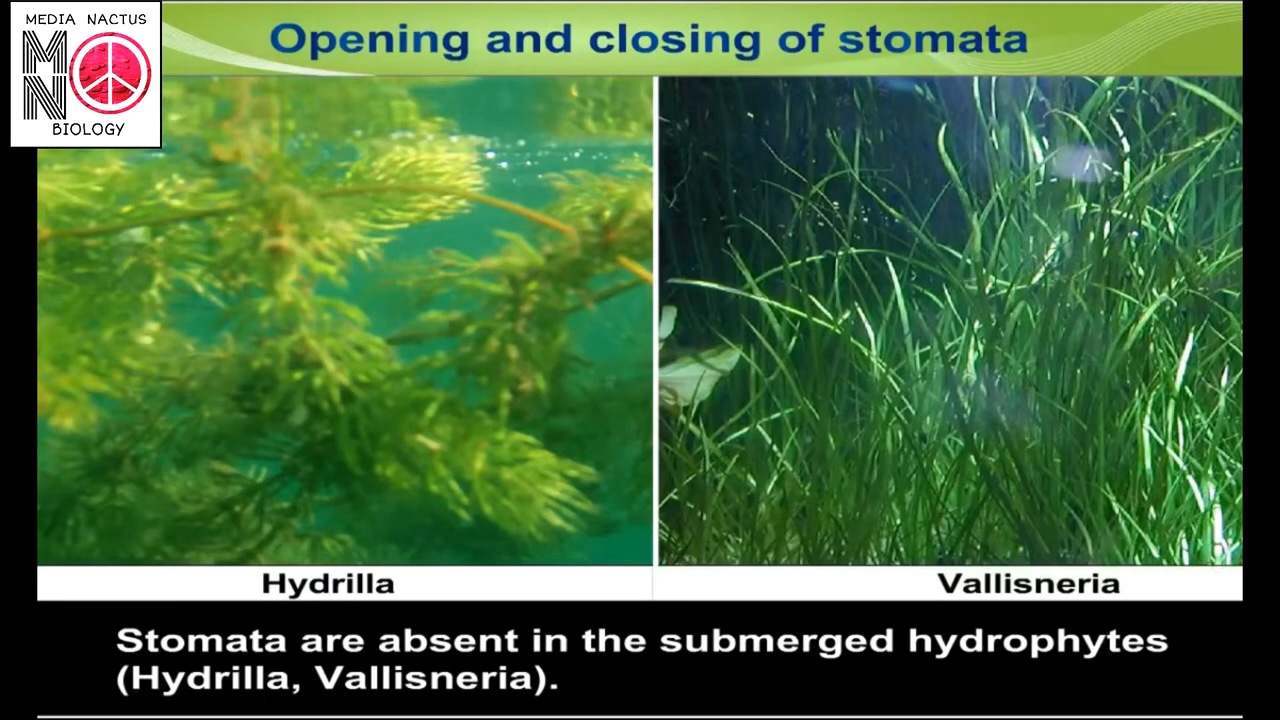 MEDIA NACTUS
MN
BIOLOGY
Opening and closing of stomata
Hydrilla
Vallisneria
Stomata are absent in the submerged hydrophytes
(Hydrilla, Vallisneria).